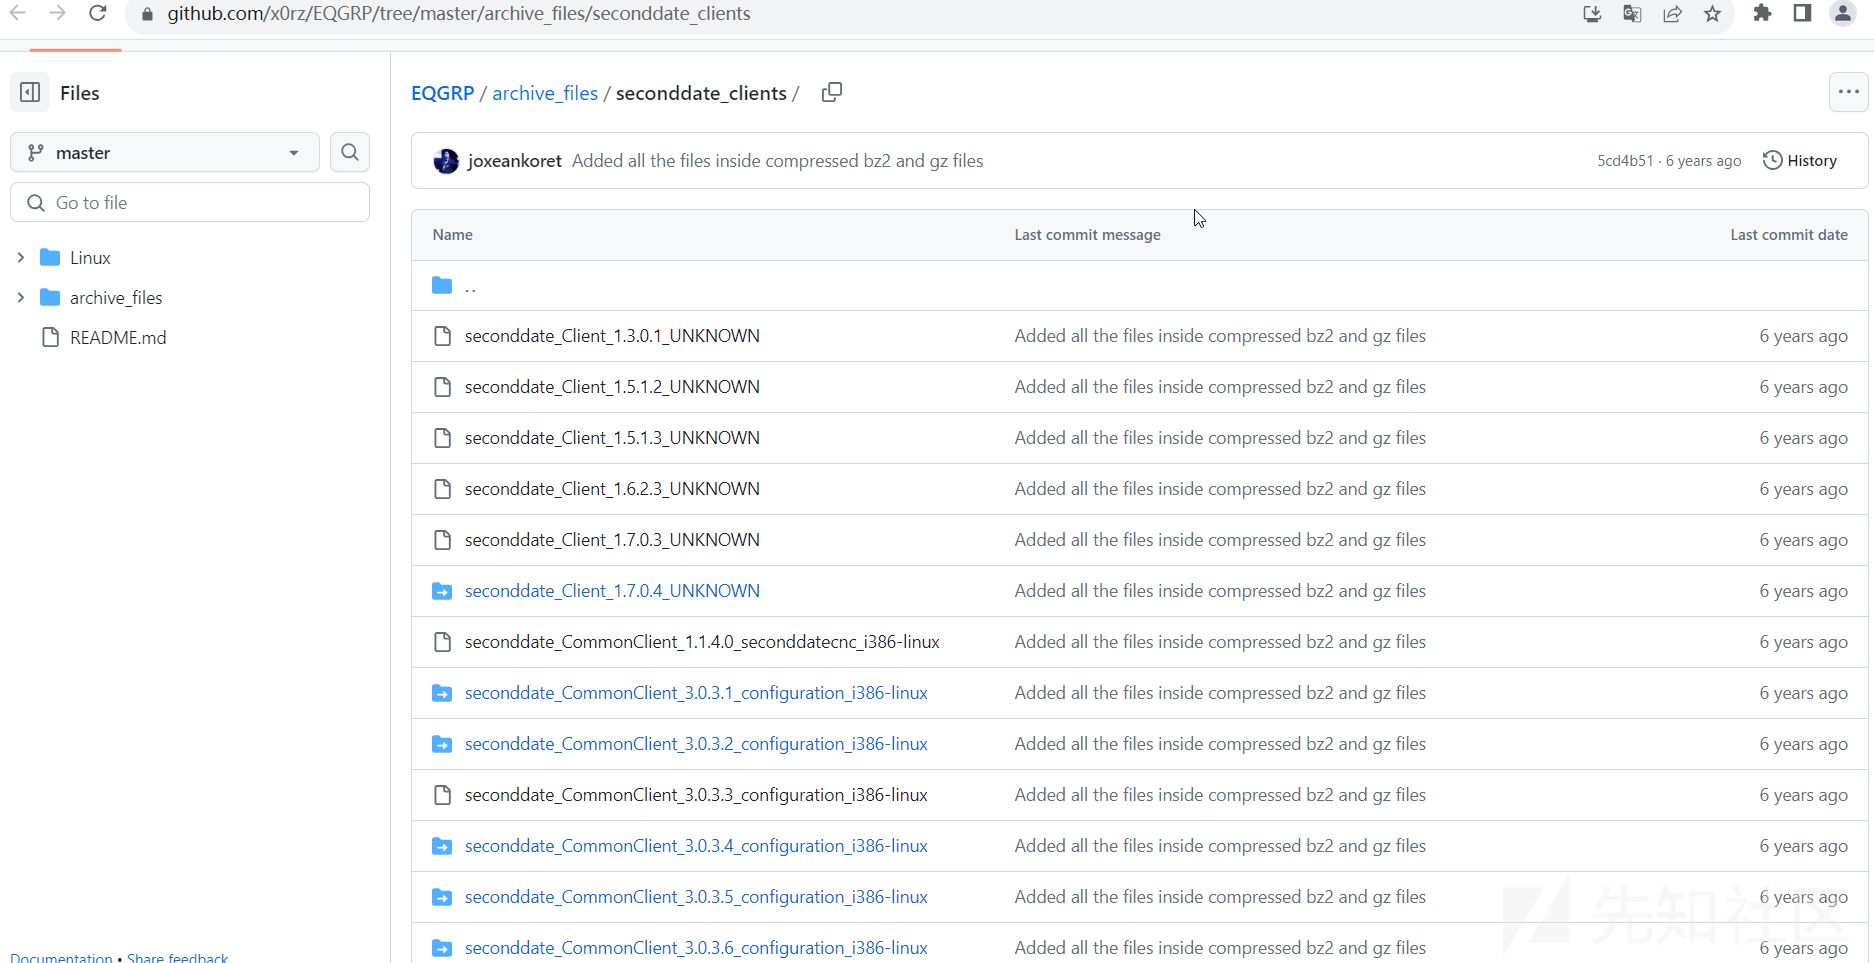 github.com/x0rz/EQGRP/tree/master/archive_files/seconddate_clients
Files
master
Go to file
Linux
archive_files
README.md
Documentation • Share feedback
EQGRP / archive_files / seconddate_clients /
joxeankoret Added all the files inside compressed bz2 and gz files 5cd4b51 · 6 years ago History
Name Last commit message Last commit date
..
seconddate_Client_1.3.0.1_UNKNOWN Added all the files inside compressed bz2 and gz files 6 years ago
seconddate_Client_1.5.1.2_UNKNOWN Added all the files inside compressed bz2 and gz files 6 years ago
seconddate_Client_1.5.1.3_UNKNOWN Added all the files inside compressed bz2 and gz files 6 years ago
seconddate_Client_1.6.2.3_UNKNOWN Added all the files inside compressed bz2 and gz files 6 years ago
seconddate_Client_1.7.0.3_UNKNOWN Added all the files inside compressed bz2 and gz files 6 years ago
seconddate_Client_1.7.0.4_UNKNOWN Added all the files inside compressed bz2 and gz files 6 years ago
seconddate_CommonClient_1.1.4.0_seconddatecnc_i386-linux Added all the files inside compressed bz2 and gz files 6 years ago
seconddate_CommonClient_3.0.3.1_configuration_i386-linux Added all the files inside compressed bz2 and gz files 6 years ago
seconddate_CommonClient_3.0.3.2_configuration_i386-linux Added all the files inside compressed bz2 and gz files 6 years ago
seconddate_CommonClient_3.0.3.3_configuration_i386-linux Added all the files inside compressed bz2 and gz files 6 years ago
seconddate_CommonClient_3.0.3.4_configuration_i386-linux Added all the files inside compressed bz2 and gz files 6 years ago
seconddate_CommonClient_3.0.3.5_configuration_i386-linux Added all the files inside compressed bz2 and gz files 6 years ago
seconddate_CommonClient_3.0.3.6_configuration_i386-linux Added all the files inside compressed bz2 and gz files 6 years ago
先知社区